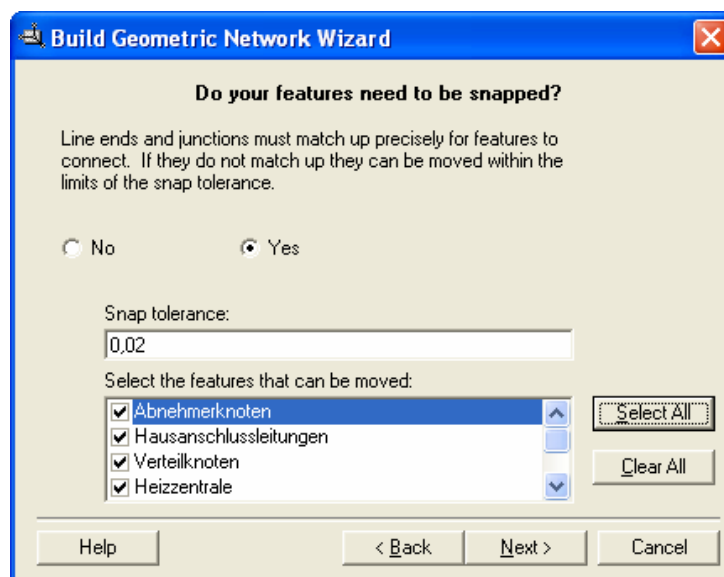 Build Geometric Network Wizard
Do your features need to be snapped?
Line ends and junctions must match up precisely for features to
connect. If they do not match up they can be moved within the
limits of the snap tolerance.
No
Yes
Snap tolerance:
0,02
Select the features that can be moved:
Abnehmerknoten
Hausanschlussleitungen
Verteilknoten
Heizzentrale
Select All
Clear All
Help
< Back
Next >
Cancel